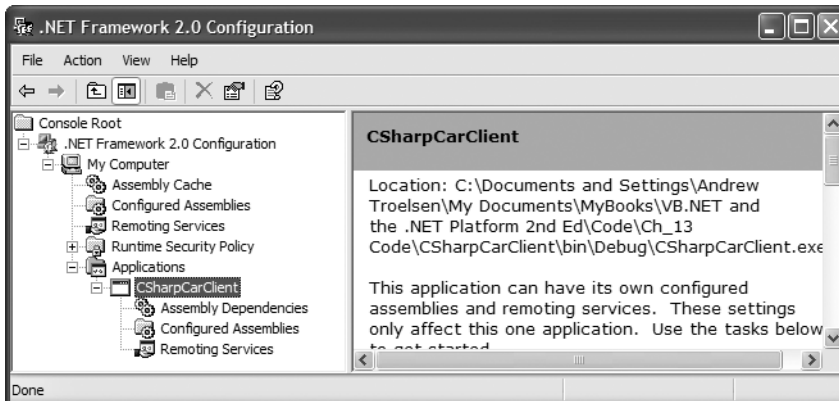 .NET Framework 2.0 Configuration
File Action View Help
Console Root
.NET Framework 2.0 Configuration
My Computer
Assembly Cache
Configured Assemblies
Remoting Services
Runtime Security Policy
Applications
CSharpCarClient
Assembly Dependencies
Configured Assemblies
Remoting Services
CSharpCarClient
Location: C:\Documents and Settings\Andrew
Troelsen\My Documents\MyBooks\VB.NET and
the .NET Platform 2nd Ed\Code\Ch_13
Code\CSharpCarClient\bin\Debug\CSharpCarClient.exe
This application can have its own configured
assemblies and remoting services. These settings
only affect this one application. Use the tasks below
to get started
Done